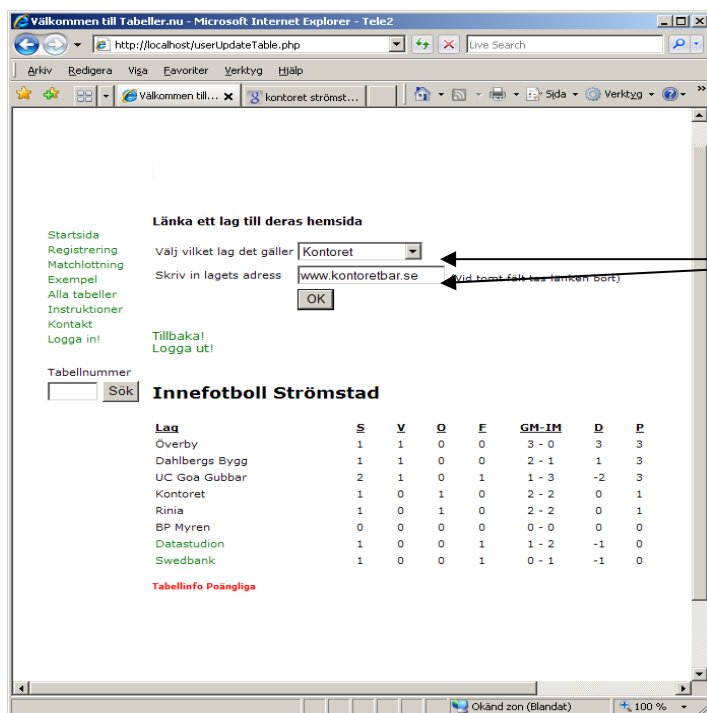 Välkommen till Tabeller.nu - Microsoft Internet Explorer - Tele2
http://localhost/userUpdateTable.php
Live Search
Arkiv Redigera Visa Favoriter Verktyg Hjälp
Välkommen till... kontoret strömst... Sida Verktyg
Länka ett lag till deras hemsida
Välj vilket lag det gäller Kontoret
Skriv in lagets adress www.kontoretbar.se (Vid tomt fält tas länken bort)
OK
Startsida
Registrering
Matchlottning
Exempel
Alla tabeller
Instruktioner
Kontakt
Logga in!
Tabellnummer
Sök
Tillbaka!
Logga ut!
Innefotboll Strömstad
Lag S V O F GM-IM D P
Överby 1 1 0 0 3 - 0 3 3
Dahlbergs Bygg 1 1 0 0 2 - 1 1 3
UC Goa Gubbar 2 1 0 1 1 - 3 -2 3
Kontoret 1 0 1 0 2 - 2 0 1
Rinia 1 0 1 0 2 - 2 0 1
BP Myren 0 0 0 0 0 - 0 0 0
Datastudion 1 0 0 1 1 - 2 -1 0
Swedbank 1 0 0 1 0 - 1 -1 0
Tabellinfo Poängliga
Okänd zon (Blandat) 100 %